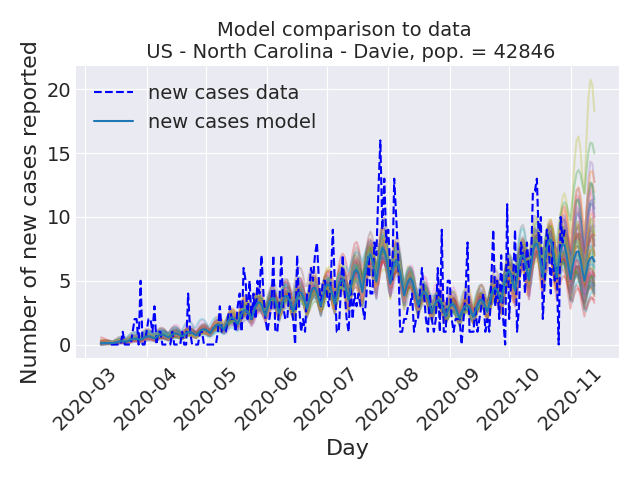 Model comparison to data
US - North Carolina - Davie, pop. = 42846
Number of new cases reported
20
15
10
5
0
new cases data
new cases model
2020-03
2020-04
2020-05
2020-06
2020-07
2020-08
2020-09
2020-10
2020-11
Day